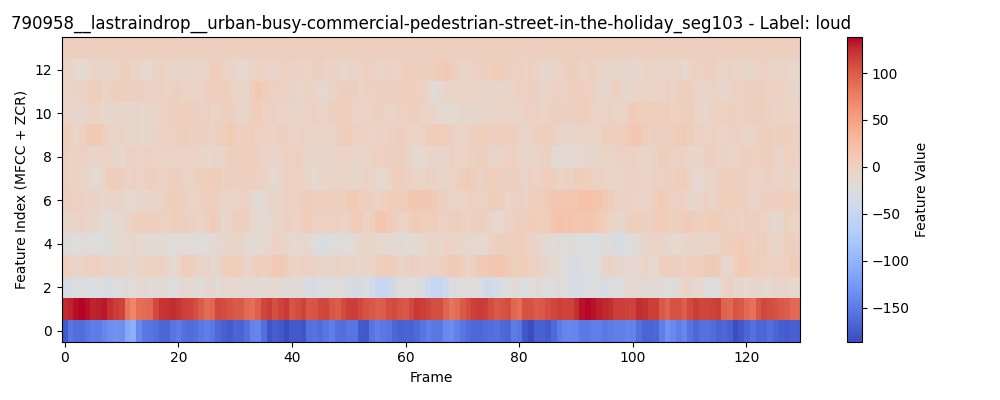 790958__lastraindrop__urban-busy-commercial-pedestrian-street-in-the-holiday_seg103 - Label: loud
Feature Index (MFCC + ZCR)
12
10
8
6
4
2
0
0 20 40 60 80 100 120
Frame
100
50
0
−50
−100
−150
Feature Value